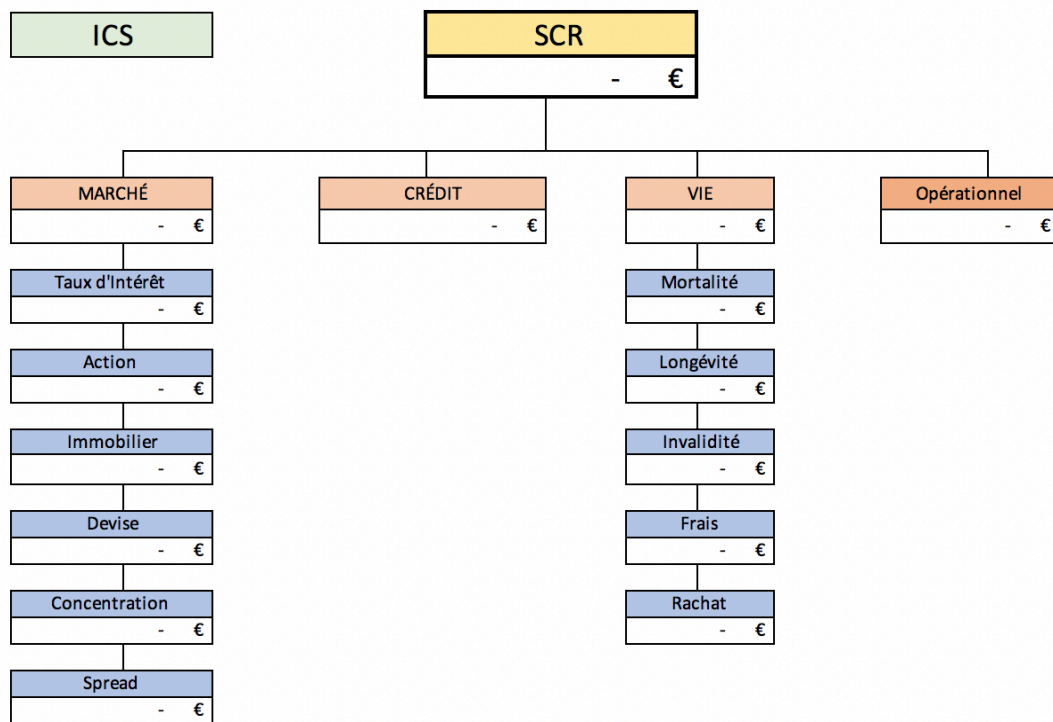 ICS
SCR
- €
MARCHÉ
- €
CRÉDIT
- €
VIE
- €
Opérationnel
- €
Taux d'Intérêt
- €
Action
- €
Immobilier
- €
Devise
- €
Concentration
- €
Spread
- €
Mortalité
- €
Longévité
- €
Invalidité
- €
Frais
- €
Rachat
- €